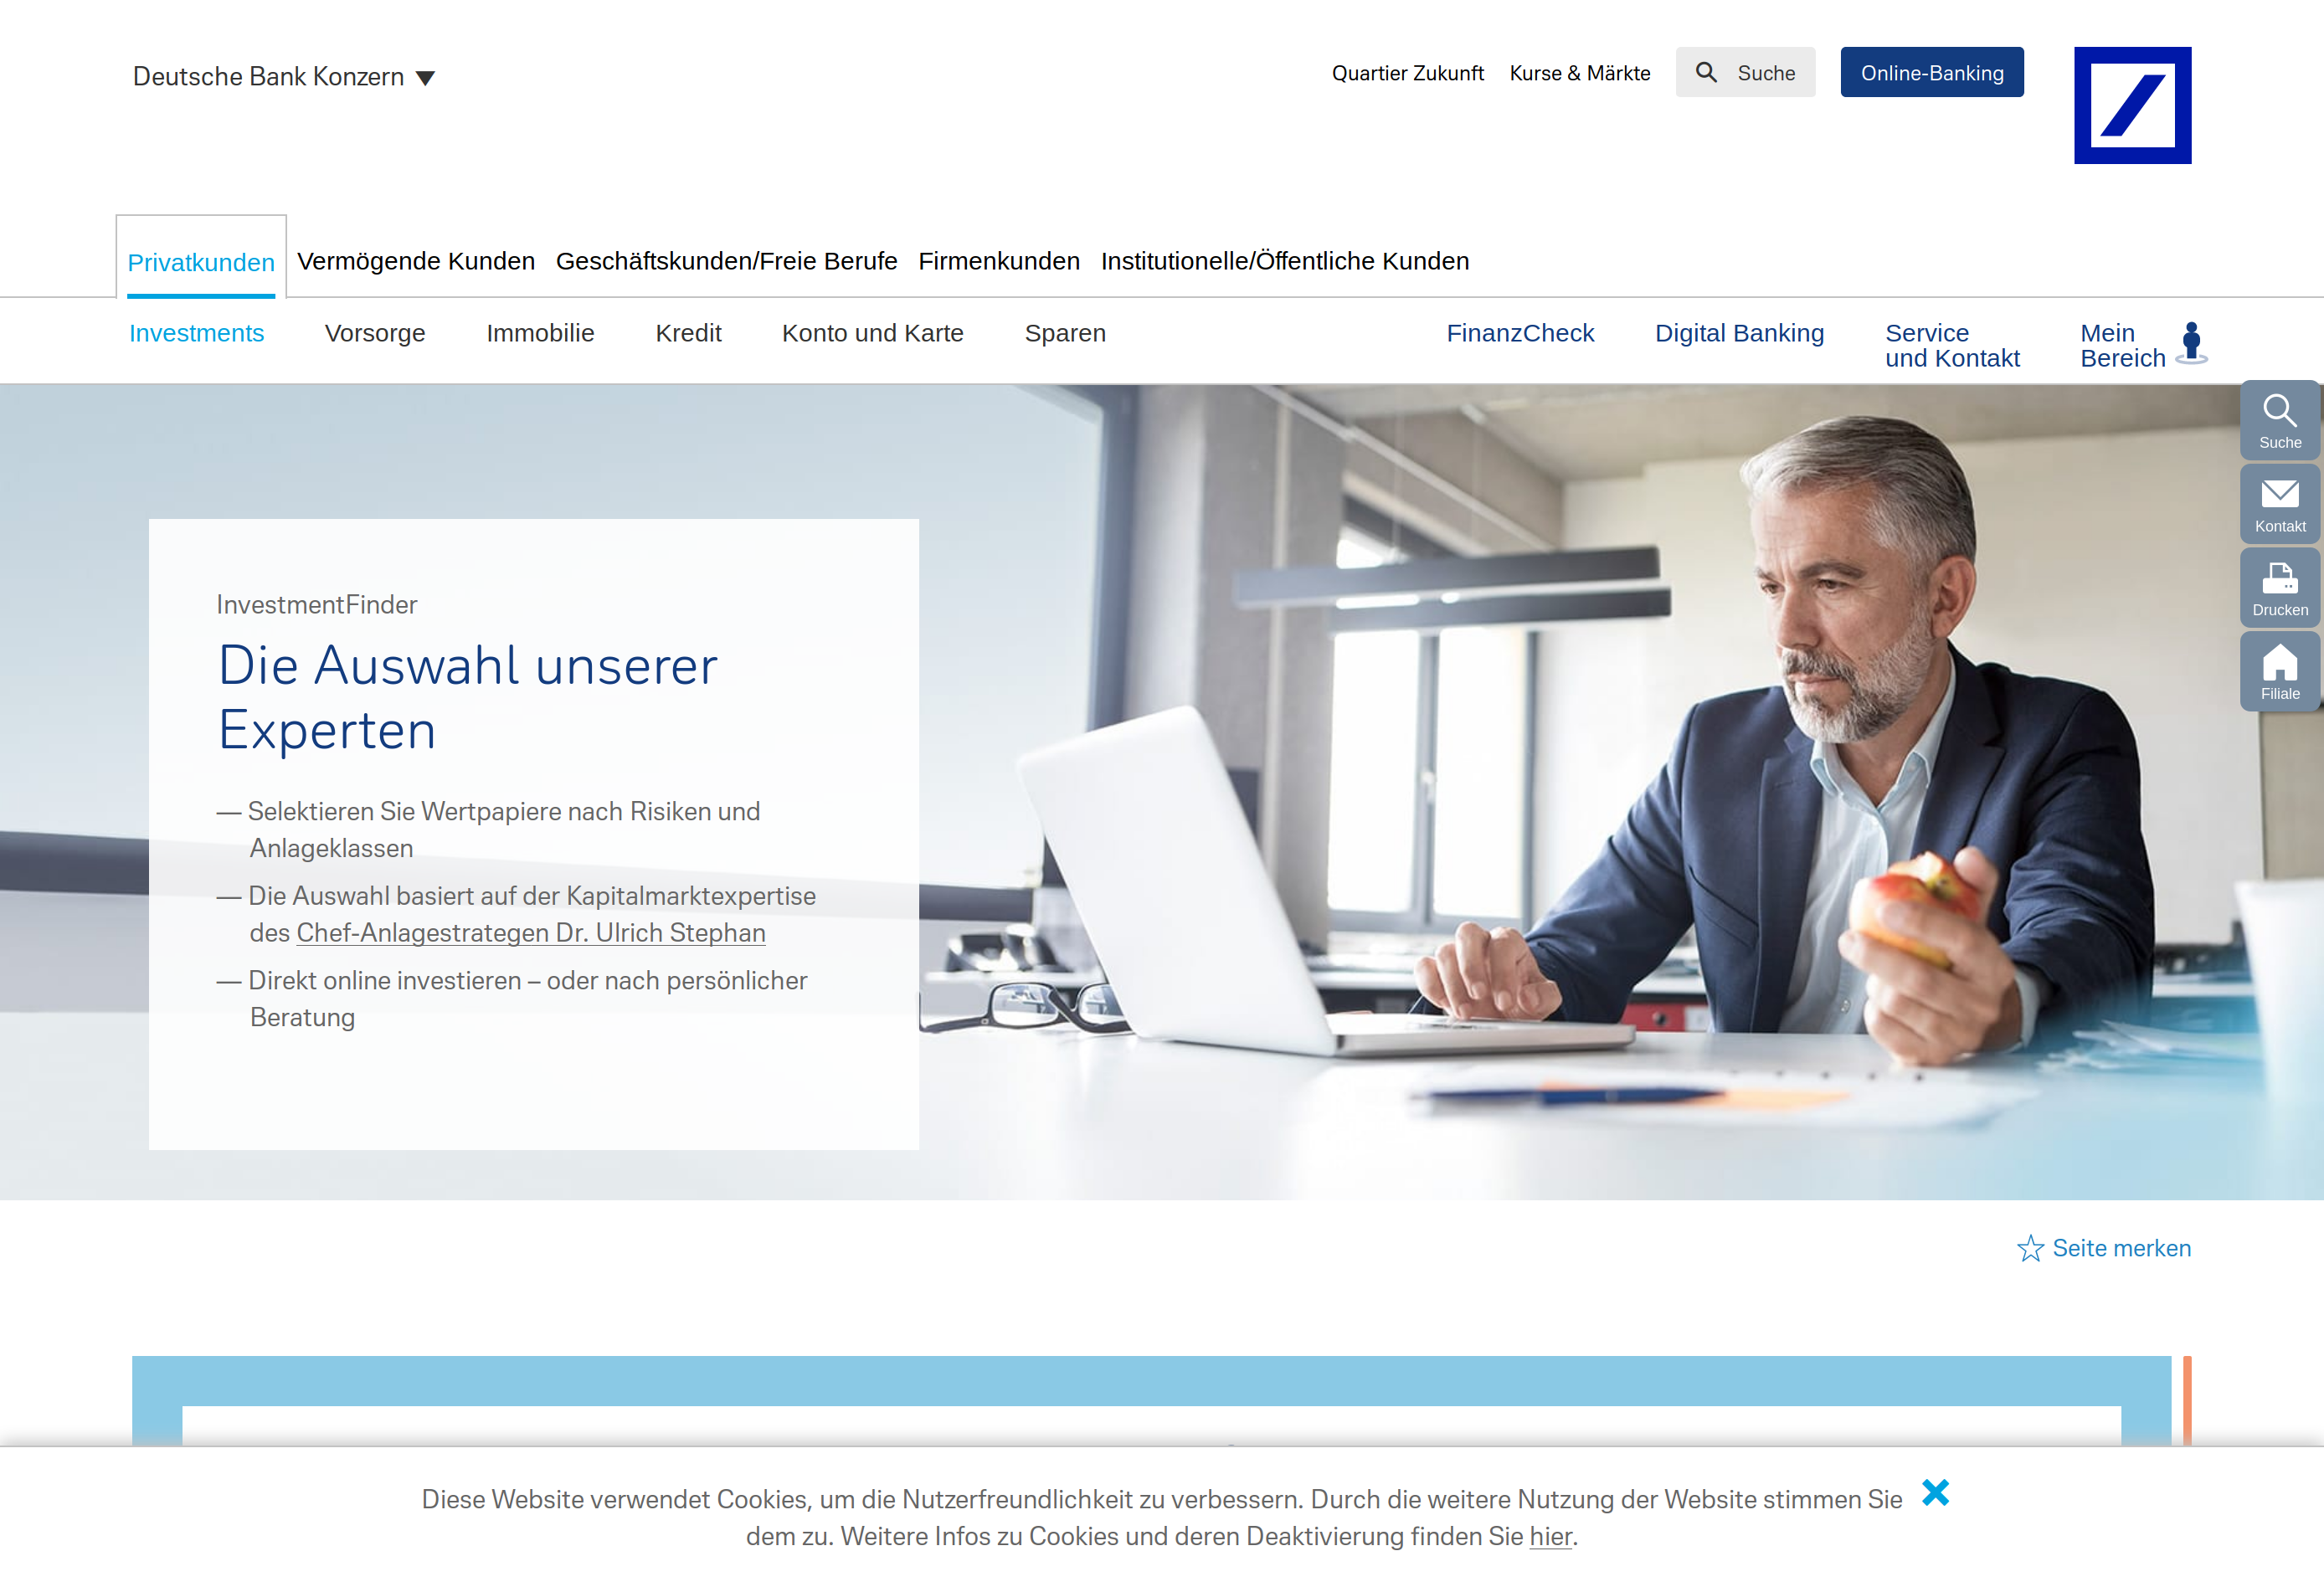 Deutsche Bank Konzern
Quartier Zukunft
Kurse & Märkte
Suche
Online-Banking
Privatkunden
Vermögende Kunden
Geschäftskunden/Freie Berufe
Firmenkunden
Institutionelle/Öffentliche Kunden
Investments
Vorsorge
Immobilie
Kredit
Konto und Karte
Sparen
FinanzCheck
Digital Banking
Service
und Kontakt
Mein
Bereich
Suche
Kontakt
Drucken
Filiale
InvestmentFinder
Die Auswahl unserer
Experten
— Selektieren Sie Wertpapiere nach Risiken und
Anlageklassen
— Die Auswahl basiert auf der Kapitalmarktexpertise
des Chef-Anlagestrategen Dr. Ulrich Stephan
— Direkt online investieren – oder nach persönlicher
Beratung
Seite merken
Diese Website verwendet Cookies, um die Nutzerfreundlichkeit zu verbessern. Durch die weitere Nutzung der Website stimmen Sie
dem zu. Weitere Infos zu Cookies und deren Deaktivierung finden Sie hier.